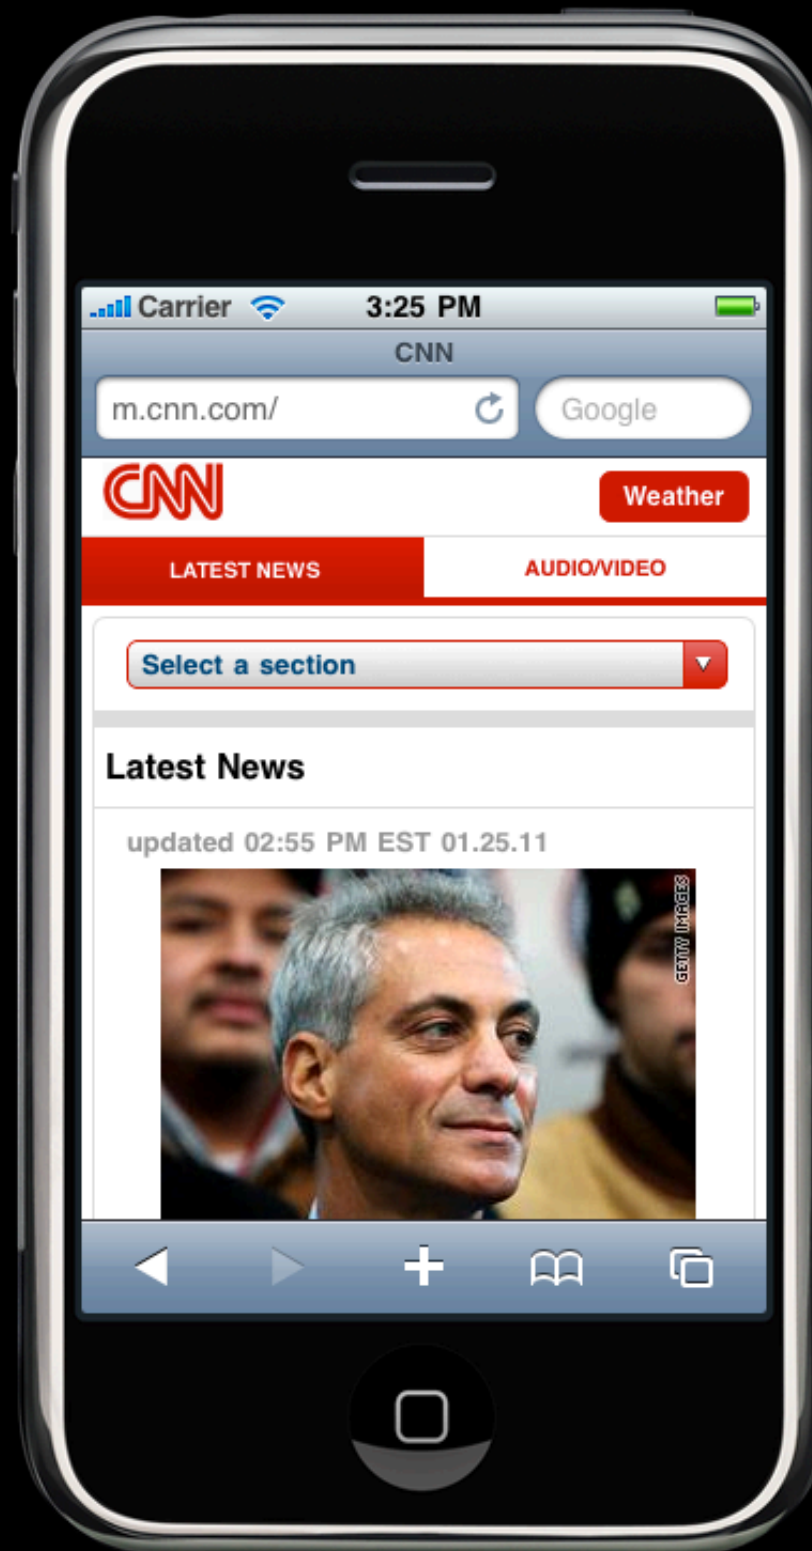 Carrier 3:25 PM
CNN
m.cnn.com/ Google
CNN Weather
LATEST NEWS AUDIO/VIDEO
Select a section
Latest News
updated 02:55 PM EST 01.25.11
GETTY IMAGES